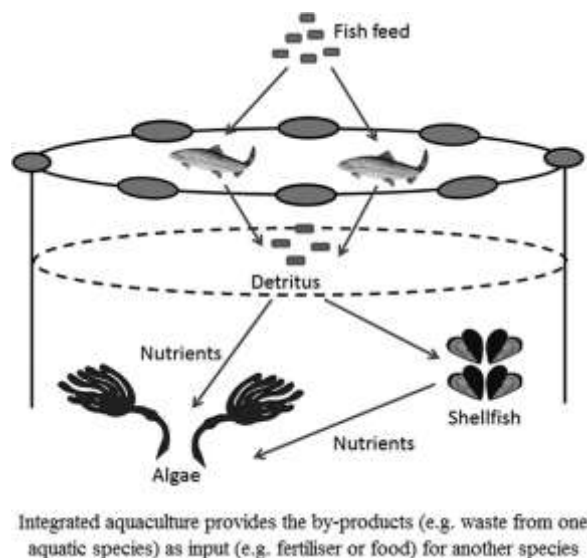 Fish feed
Detritus
Nutrients
Shellfish
Nutrients
Algae
Integrated aquaculture provides the by-products (e.g. waste from one
aquatic species) as input (e.g. fertiliser or food) for another species